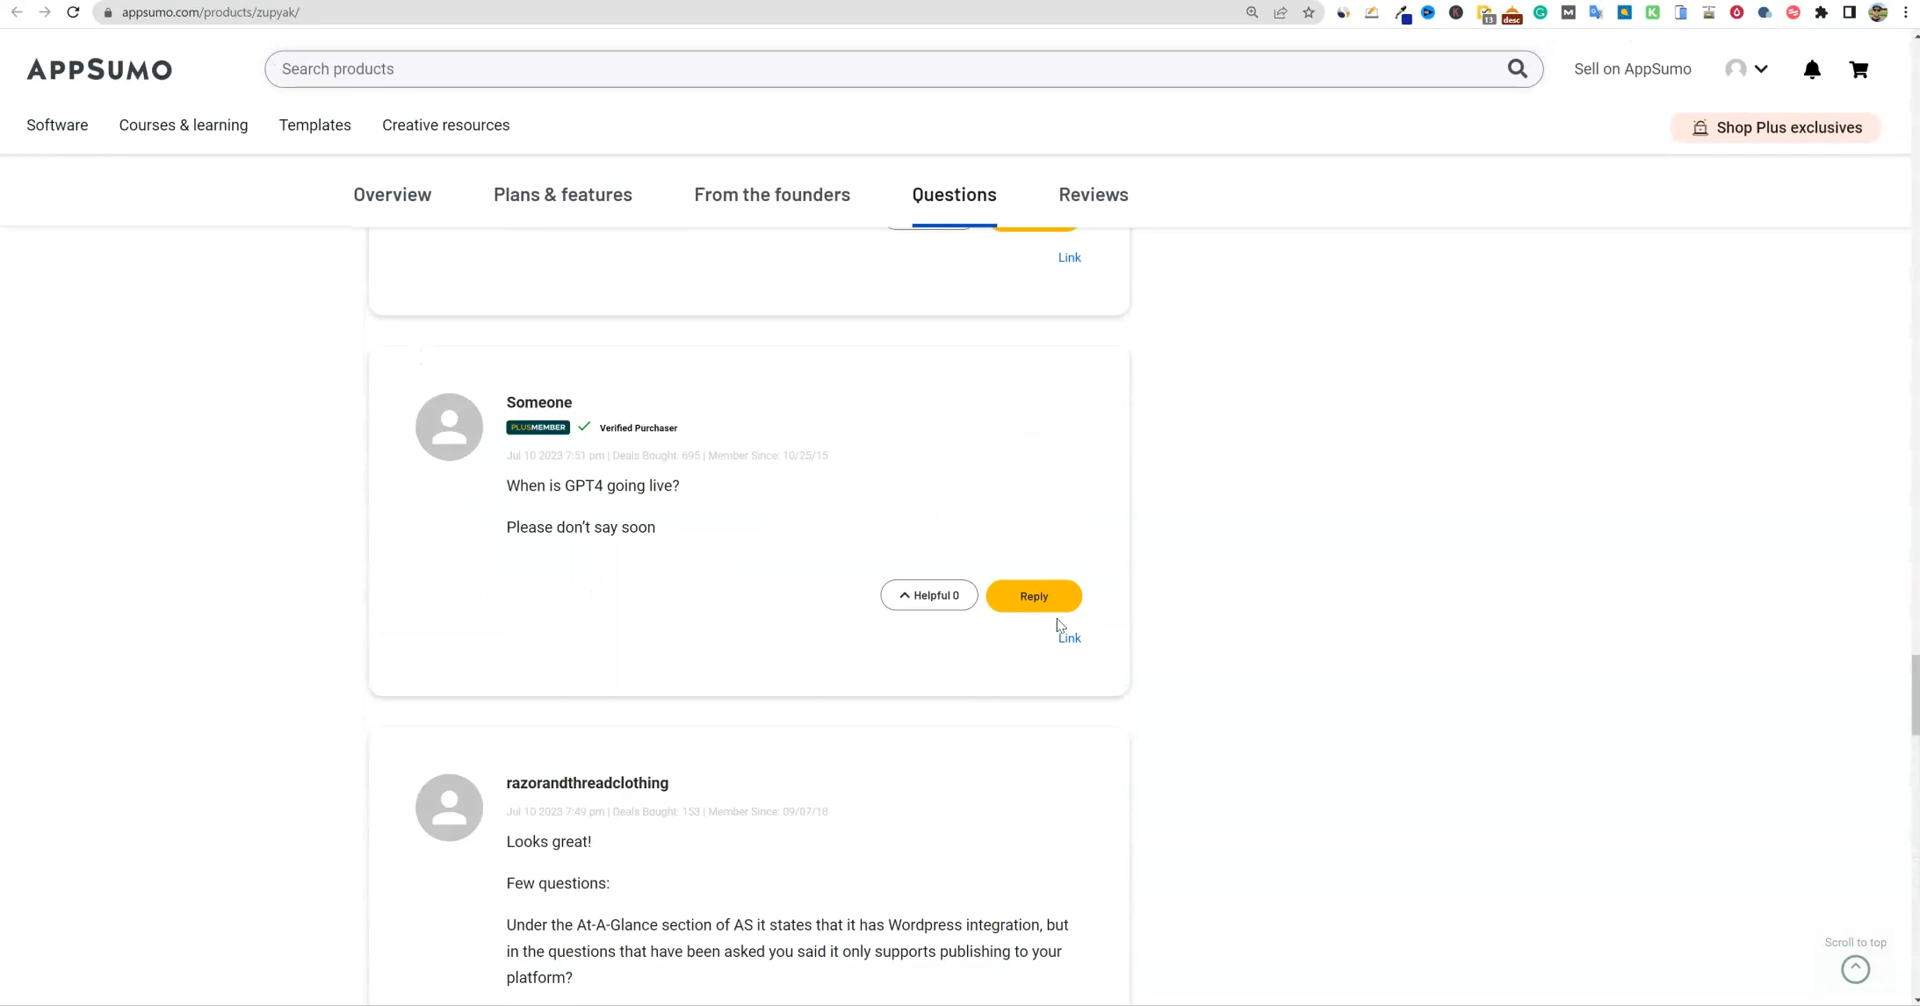 appsumo.com/products/zupyak/
13
desc
APPSUMO
Search products
Sell on AppSumo
Software
Courses & learning
Templates
Creative resources
Shop Plus exclusives
Overview
Plans & features
From the founders
Questions
Reviews
Link
Someone
PLUSMEMBER
Verified Purchaser
Jul 10 2023 7:51 pm | Deals Bought: 695 | Member Since: 10/25/15
When is GPT4 going live?
Please don’t say soon
Helpful 0
Reply
Link
razorandthreadclothing
Jul 10 2023 7:49 pm | Deals Bought: 153 | Member Since: 09/07/18
Looks great!
Few questions:
Under the At-A-Glance section of AS it states that it has Wordpress integration, but
in the questions that have been asked you said it only supports publishing to your
platform?
Scroll to top